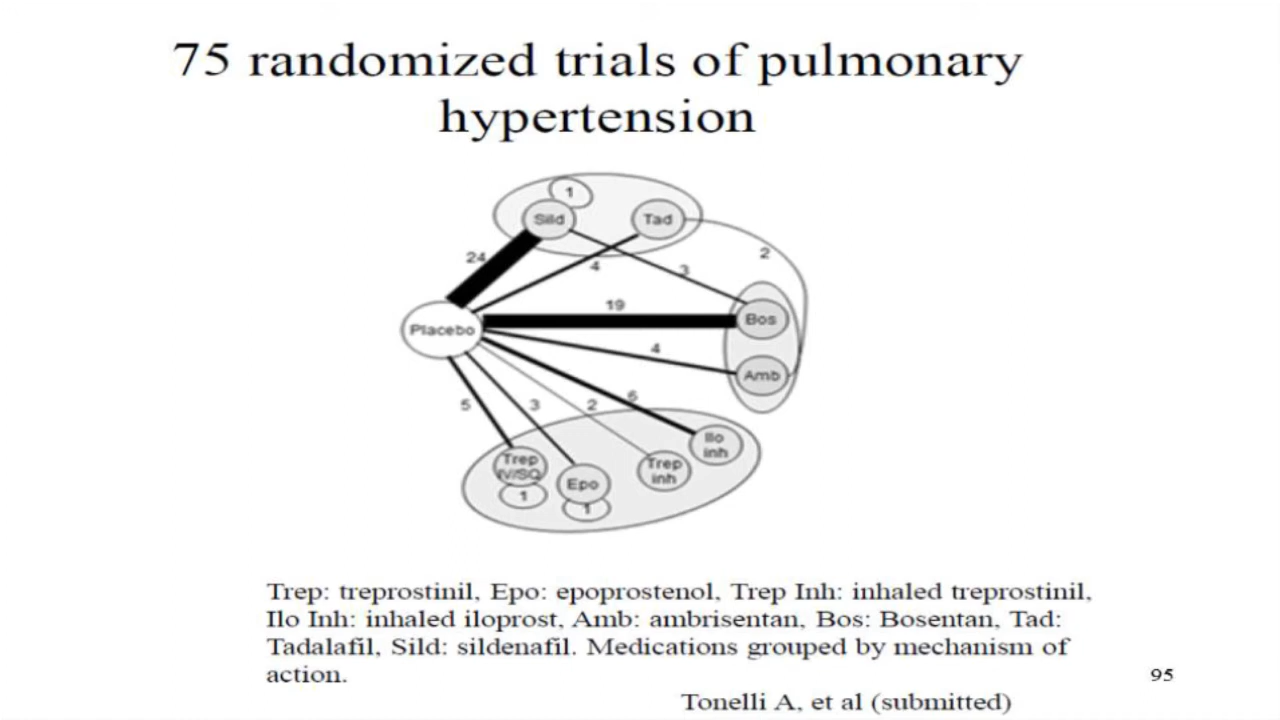 75 randomized trials of pulmonary
hypertension
1
Sild
Tad
24
4
3
2
19
Placebo
Bos
4
Amb
5
3
2
6
Ilo
inh
Trep
IV/SQ
1
Epo
1
Trep
inh
Trep: treprostinil, Epo: epoprostenol, Trep Inh: inhaled treprostinil,
Ilo Inh: inhaled iloprost, Amb: ambrisentan, Bos: Bosentan, Tad:
Tadalafil, Sild: sildenafil. Medications grouped by mechanism of
action.
95
Tonelli A, et al (submitted)